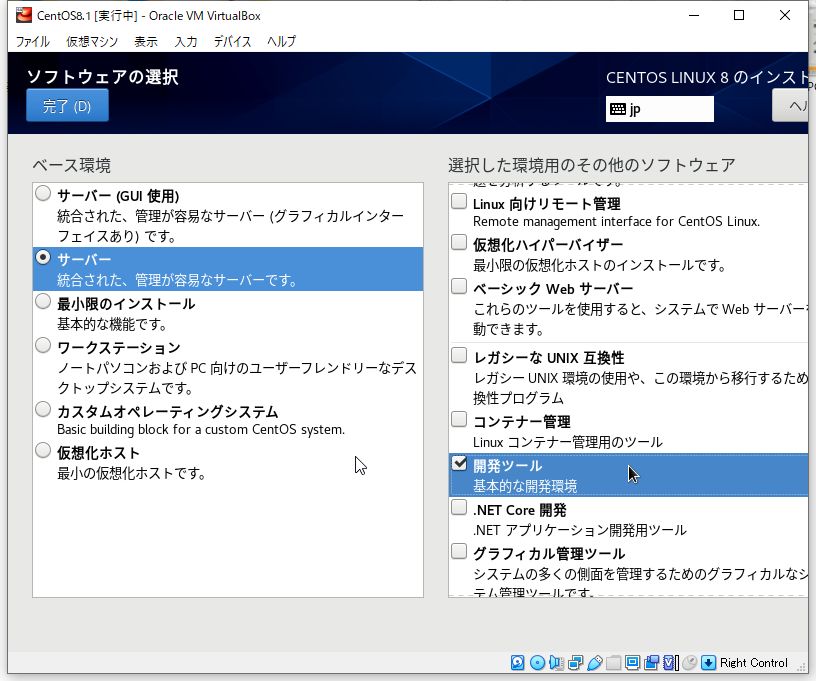 CentOS8.1 [実行中] - Oracle VM VirtualBox
ファイル 仮想マシン 表示 入力 デバイス ヘルプ
ソフトウェアの選択
完了 (D)
CENTOS LINUX 8 のインスト
jp
ヘル
ベース環境
サーバー (GUI 使用)
統合された、管理が容易なサーバー (グラフィカルインター
フェイスあり) です。
サーバー
統合された、管理が容易なサーバーです。
最小限のインストール
基本的な機能です。
ワークステーション
ノートパソコンおよび PC 向けのユーザーフレンドリーなデス
クトップシステムです。
カスタムオペレーティングシステム
Basic building block for a custom CentOS system.
仮想化ホスト
最小の仮想化ホストです。
選択した環境用のその他のソフトウェア
Linux 向けリモート管理
Remote management interface for CentOS Linux.
仮想化ハイパーバイザー
最小限の仮想化ホストのインストールです。
ベーシック Web サーバー
これらのツールを使用すると、システムで Web サーバーを
動できます。
レガシーな UNIX 互換性
レガシー UNIX 環境の使用や、この環境から移行するため
換性プログラム
コンテナー管理
Linux コンテナー管理用のツール
開発ツール
基本的な開発環境
.NET Core 開発
.NET アプリケーション開発用ツール
グラフィカル管理ツール
システムの多くの側面を管理するためのグラフィカルなシ
テム管理ツールです。
Right Control